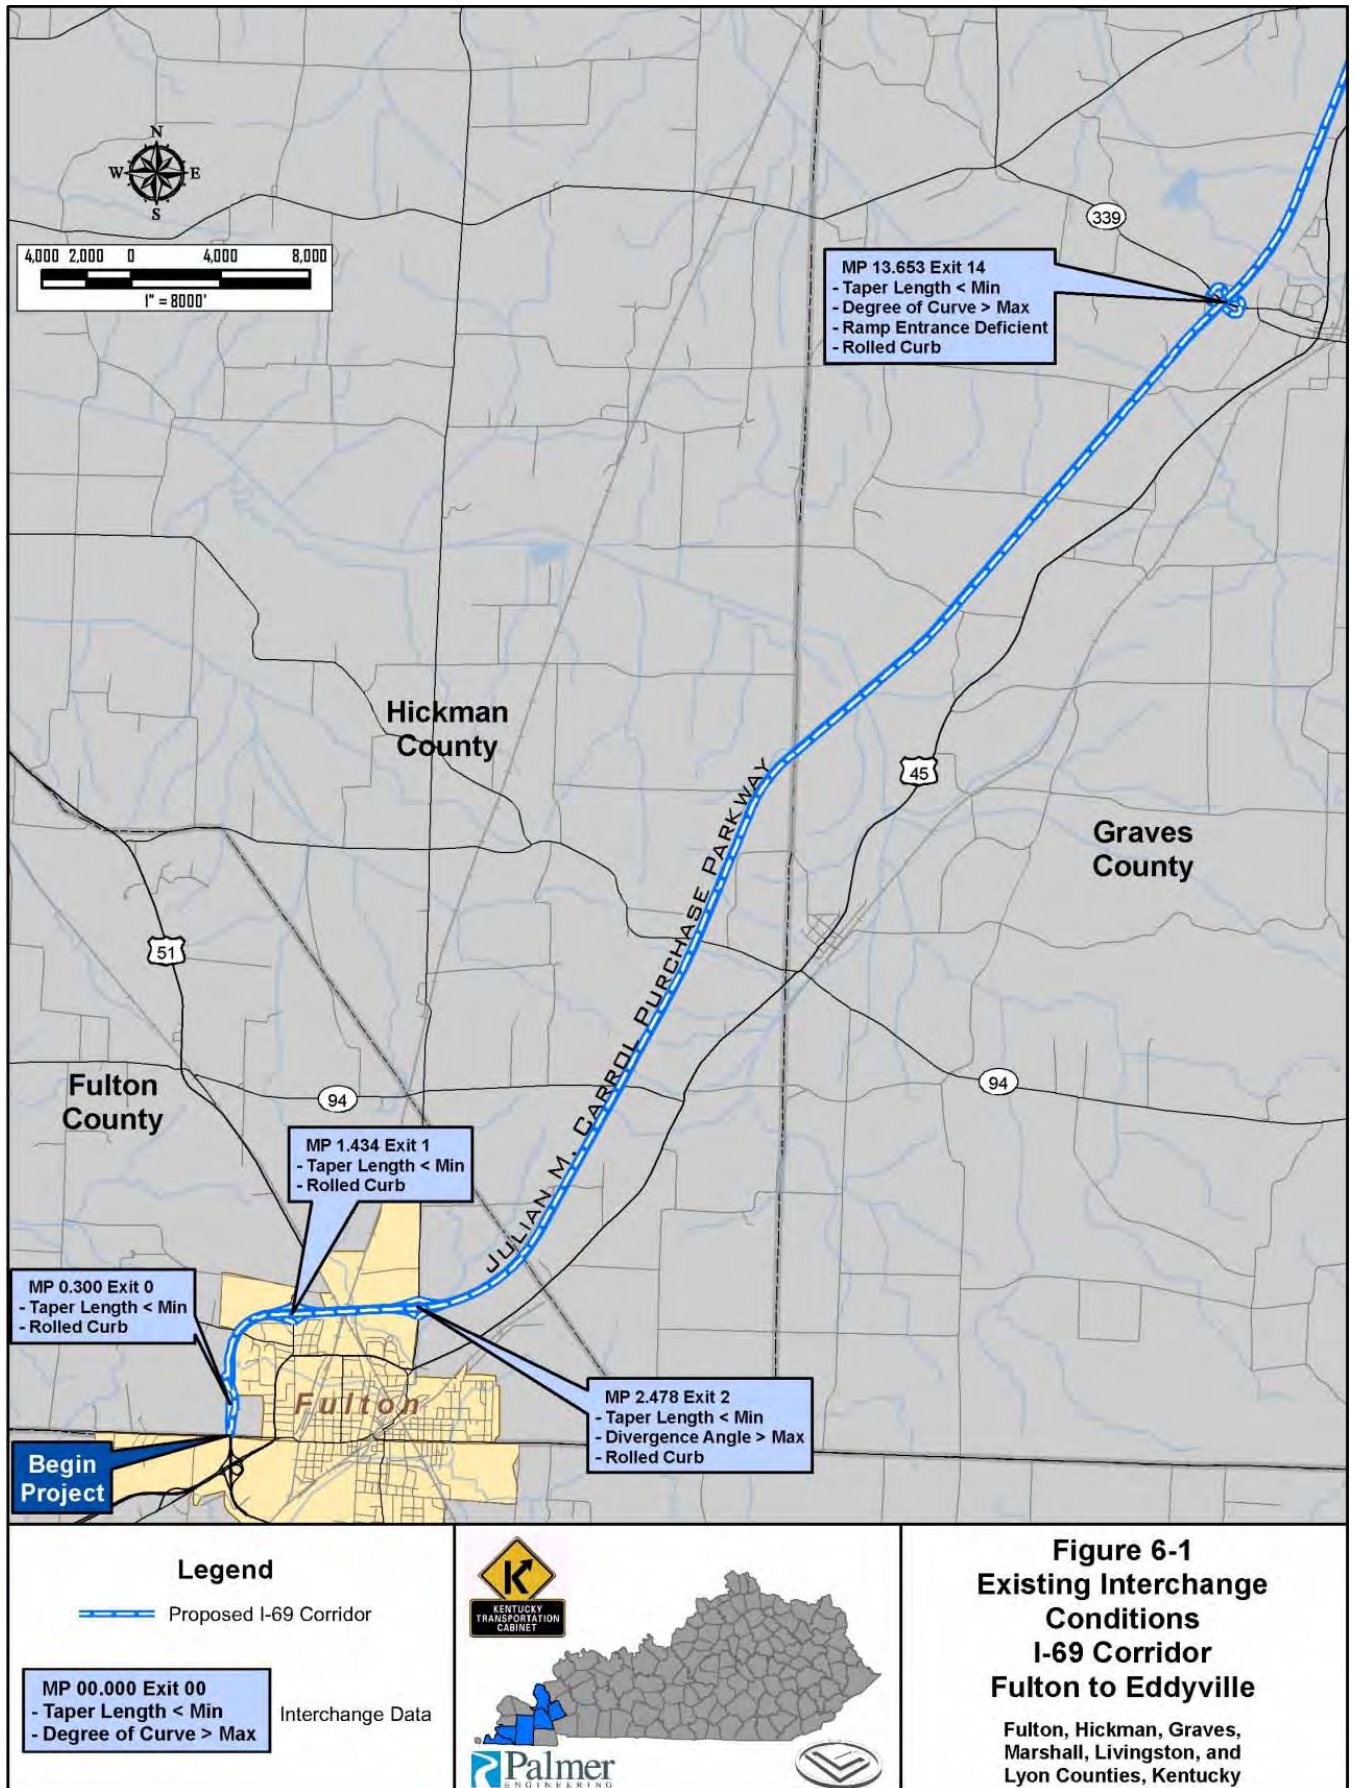 N
W E
S
4,000 2,000 0 4,000 8,000
1" = 8000'
339
MP 13.653 Exit 14
- Taper Length < Min
- Degree of Curve > Max
- Ramp Entrance Deficient
- Rolled Curb
Hickman
County
JULIAN M. CARROL PURCHASE PARKWAY
45
Graves
County
51
Fulton
County
94
94
MP 1.434 Exit 1
- Taper Length < Min
- Rolled Curb
MP 0.300 Exit 0
- Taper Length < Min
- Rolled Curb
Fulton
MP 2.478 Exit 2
- Taper Length < Min
- Divergence Angle > Max
- Rolled Curb
Begin
Project
Legend
Proposed I-69 Corridor
MP 00.000 Exit 00
- Taper Length < Min
- Degree of Curve > Max
Interchange Data
K
KENTUCKY
TRANSPORTATION
CABINET
Palmer
ENGINEERING
Figure 6-1
Existing Interchange
Conditions
I-69 Corridor
Fulton to Eddyville
Fulton, Hickman, Graves,
Marshall, Livingston, and
Lyon Counties, Kentucky